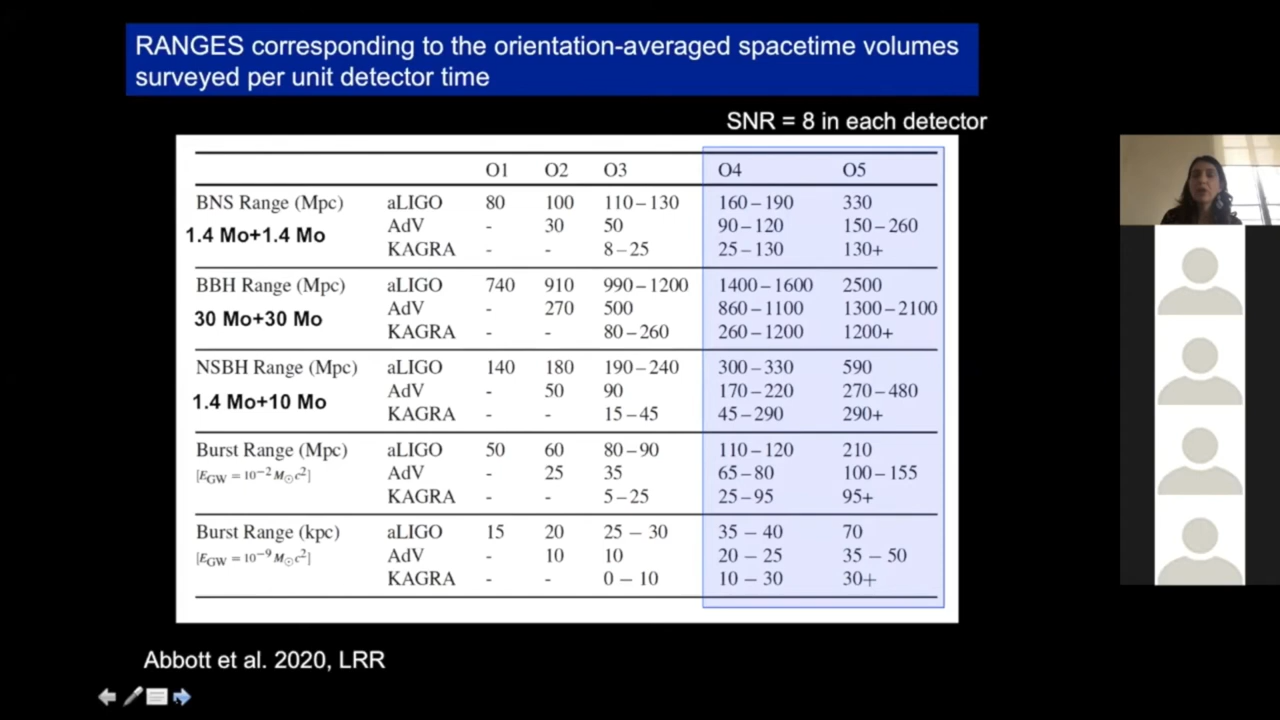 RANGES corresponding to the orientation-averaged spacetime volumes
surveyed per unit detector time
SNR = 8 in each detector
O1 O2 O3 O4 O5
BNS Range (Mpc) aLIGO 80 100 110–130 160–190 330
1.4 Mo+1.4 Mo AdV - 30 50 90–120 150–260
KAGRA - - 8–25 25–130 130+
BBH Range (Mpc) aLIGO 740 910 990–1200 1400–1600 2500
30 Mo+30 Mo AdV - 270 500 860–1100 1300–2100
KAGRA - - 80–260 260–1200 1200+
NSBH Range (Mpc) aLIGO 140 180 190–240 300–330 590
1.4 Mo+10 Mo AdV - 50 90 170–220 270–480
KAGRA - - 15–45 45–290 290+
Burst Range (Mpc) aLIGO 50 60 80–90 110–120 210
[E_GW = 10⁻² M☉c²] AdV - 25 35 65–80 100–155
KAGRA - - 5–25 25–95 95+
Burst Range (kpc) aLIGO 15 20 25 – 30 35 – 40 70
[E_GW = 10⁻⁹ M☉c²] AdV - 10 10 20 – 25 35 – 50
KAGRA - - 0 – 10 10 – 30 30+
Abbott et al. 2020, LRR